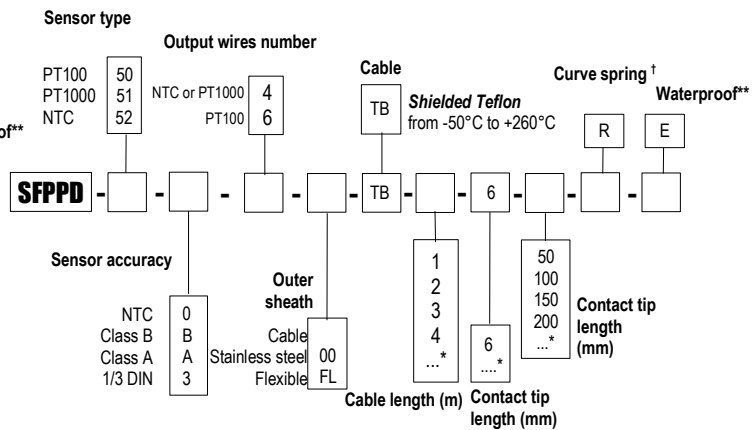 Sensor type
Output wires number
PT100 50
PT1000 51
NTC 52
NTC or PT1000 4
PT100 6
Cable
TB
Shielded Teflon
from -50°C to +260°C
Curve spring †
R
Waterproof**
E
of**
SFPPD - - - - - TB - - 6 - - -
Sensor accuracy
NTC 0
Class B B
Class A A
1/3 DIN 3
Outer
sheath
Cable
Stainless steel 00
Flexible FL
1
2
3
4
...*
Cable length (m)
6
....*
Contact tip
length (mm)
50
100
150
200
...*
Contact tip
length
(mm)